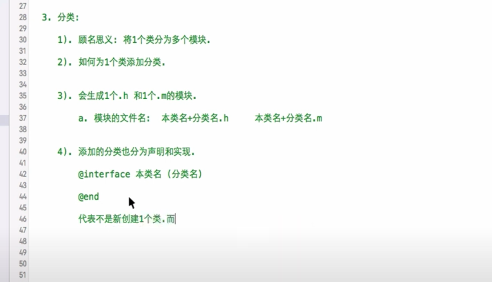 27
28 3. 分类:
29
30 1). 顾名思义: 将1个类分为多个模块.
31
32 2). 如何为1个类添加分类.
33
34
35 3). 会生成1个.h 和1个.m的模块.
36
37 a. 模块的文件名: 本类名+分类名.h 本类名+分类名.m
38
39
40 4). 添加的分类也分为声明和实现.
41
42 @interface 本类名 (分类名)
43
44 @end
45
46 代表不是新创建1个类.而
47
48
49
50
51